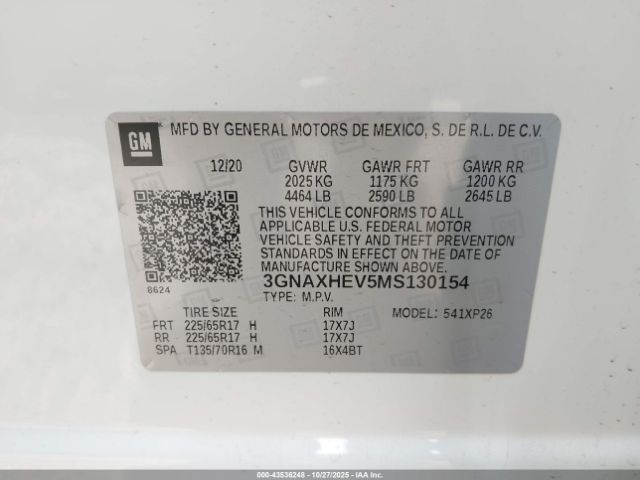 GM
MFD BY GENERAL MOTORS DE MEXICO, S. DE R.L. DE C.V.
12/20 GVWR GAWR FRT GAWR RR
2025 KG 1175 KG 1200 KG
4464 LB 2590 LB 2645 LB
THIS VEHICLE CONFORMS TO ALL
APPLICABLE U.S. FEDERAL MOTOR
VEHICLE SAFETY AND THEFT PREVENTION
STANDARDS IN EFFECT ON THE DATE OF
MANUFACTURE SHOWN ABOVE.
8624 3GNAXHEV5MS130154
TYPE: M.P.V.
TIRE SIZE RIM MODEL: 541XP26
FRT 225/65R17 H 17X7J
RR 225/65R17 H 17X7J
SPA T135/70R16 M 16X4BT
000-43536248 - 10/27/2025 - IAAI.COM